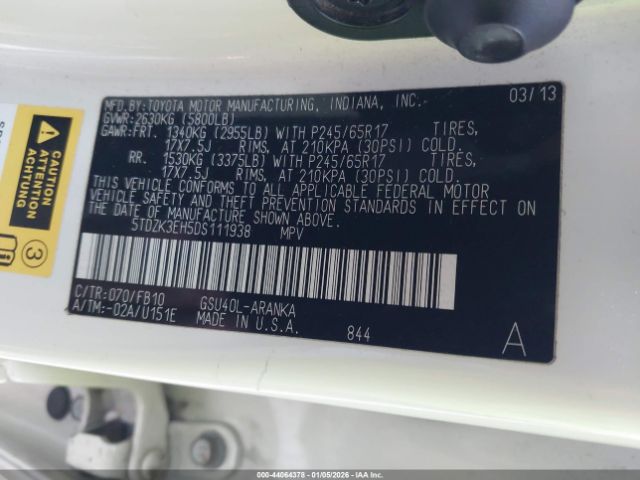 MFD.BY:TOYOTA MOTOR MANUFACTURING, INDIANA, INC. 03/13
GVWR:2630KG (5800LB)
GAWR:FRT. 1340KG (2955LB) WITH P245/65R17 TIRES,
17X7.5J RIMS, AT 210KPA (30PSI) COLD.
RR. 1530KG (3375LB) WITH P245/65R17 TIRES,
17X7.5J RIMS, AT 210KPA (30PSI) COLD.
THIS VEHICLE CONFORMS TO ALL APPLICABLE FEDERAL MOTOR
VEHICLE SAFETY AND THEFT PREVENTION STANDARDS IN EFFECT ON
THE DATE OF MANUFACTURE SHOWN ABOVE.
5TDZK3EH5DS111938 MPV
C/TR:070/FB10 GSU40L-ARANKA
A/TM:-02A/U151E MADE IN U.S.A. 844 A
CAUTION
ATTENTION
ACHTUNG
3
000-44064378 - 01/05/2026 - IAAI.COM